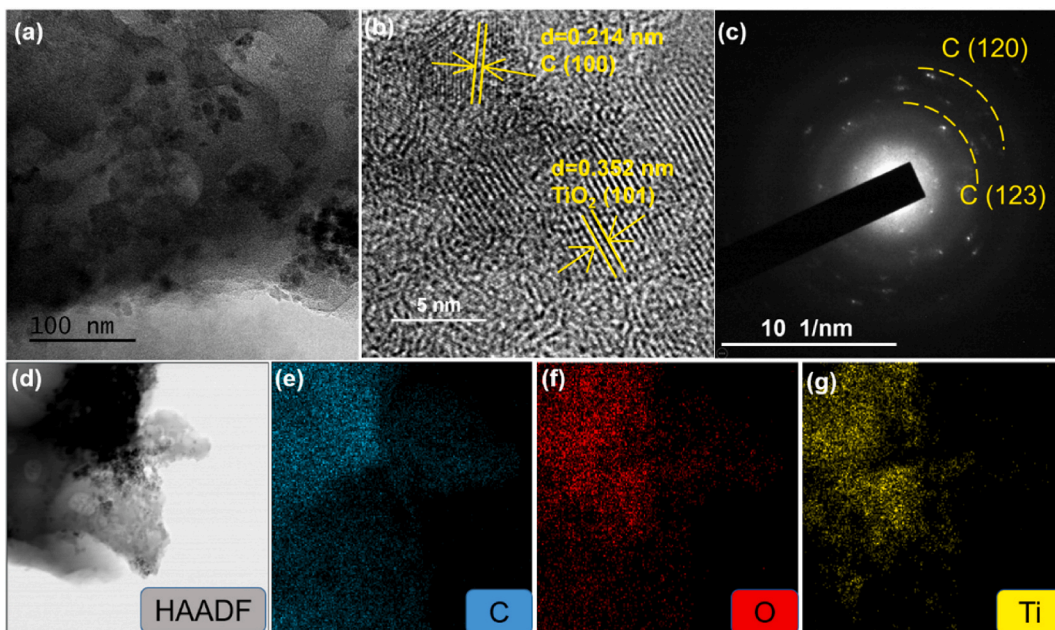 (a)
100 nm
(b)
d=0.214 nm
C (100)
d=0.352 nm
TiO₂ (101)
5 nm
(c)
C (120)
C (123)
10 1/nm
(d)
HAADF
(e)
C
(f)
O
(g)
Ti